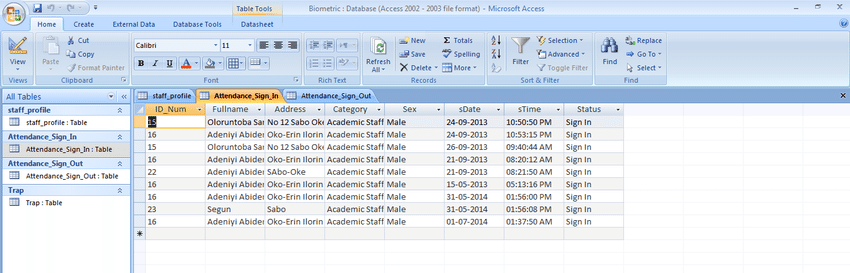 Table Tools
Biometric : Database (Access 2002 - 2003 file format) - Microsoft Access
Home Create External Data Database Tools Datasheet
View
Views
Paste
Cut
Copy
Format Painter
Clipboard
Calibri 11
B I U
Font
Rich Text
Refresh All
New
Save
Delete
Totals
Spelling
More
Records
Selection
Advanced
Toggle Filter
Sort & Filter
Find
Replace
Go To
Select
Find
All Tables
staff_profile
staff_profile : Table
Attendance_Sign_In
Attendance_Sign_In : Table
Attendance_Sign_Out
Attendance_Sign_Out : Table
Trap
Trap : Table
staff_profile Attendance_Sign_In Attendance_Sign_Out
ID_Num Fullname Address Category Sex sDate sTime Status
15 Oloruntoba Sar No 12 Sabo Oke Academic Staff Male 24-09-2013 10:50:50 PM Sign In
16 Adeniyi Abiden Oko-Erin Ilorin Academic Staff Male 24-09-2013 10:53:15 PM Sign In
15 Oloruntoba Sar No 12 Sabo Oke Academic Staff Male 26-09-2013 09:40:44 AM Sign In
16 Adeniyi Abiden Oko-Erin Ilorin Academic Staff Male 21-09-2013 08:20:12 AM Sign In
22 Adeniyi Abiden SAbo-Oke Academic Staff Male 21-09-2013 08:21:50 AM Sign In
16 Adeniyi Abiden Oko-Erin Ilorin Academic Staff Male 15-05-2013 05:13:16 PM Sign In
16 Adeniyi Abiden Oko-Erin Ilorin Academic Staff Male 31-05-2014 01:56:00 PM Sign In
23 Segun Sabo Academic Staff Male 31-05-2014 01:56:08 PM Sign In
16 Adeniyi Abiden Oko-Erin Ilorin Academic Staff Male 01-07-2014 01:37:50 AM Sign In